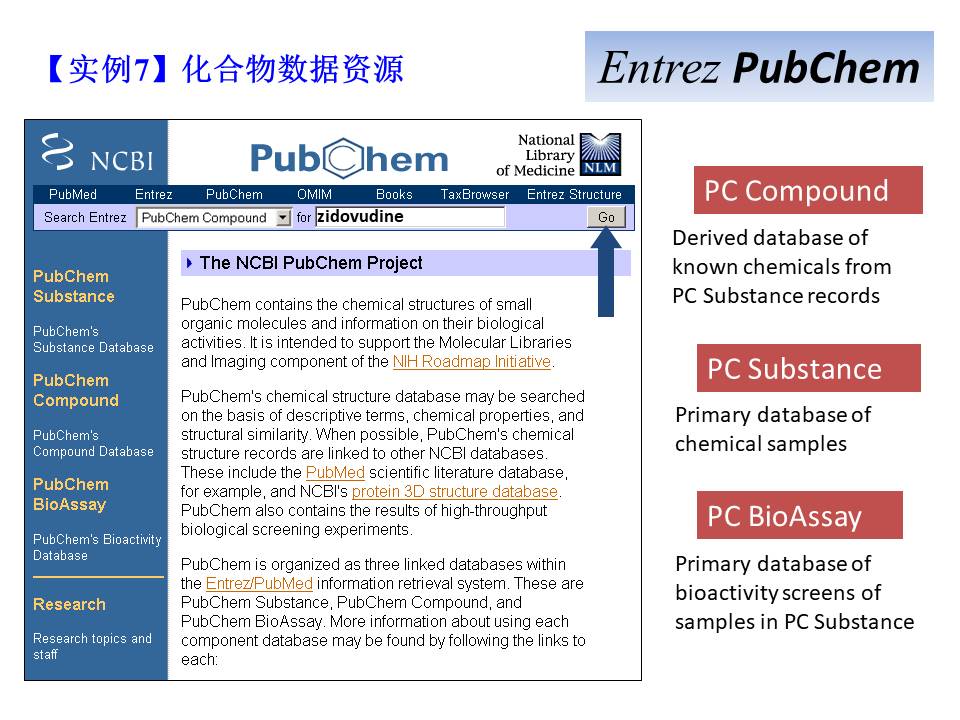 【实例7】化合物数据资源
Entrez PubChem
NCBI
PubChem
National
Library
of Medicine
NLM
PubMed Entrez PubChem OMIM Books TaxBrowser Entrez Structure
Search Entrez PubChem Compound for zidovudine Go
PubChem
Substance
PubChem's
Substance Database
PubChem
Compound
PubChem's
Compound Database
PubChem
BioAssay
PubChem's Bioactivity
Database
Research
Research topics and
staff
The NCBI PubChem Project
PubChem contains the chemical structures of small
organic molecules and information on their biological
activities. It is intended to support the Molecular Libraries
and Imaging component of the NIH Roadmap Initiative.
PubChem's chemical structure database may be searched
on the basis of descriptive terms, chemical properties, and
structural similarity. When possible, PubChem's chemical
structure records are linked to other NCBI databases.
These include the PubMed scientific literature database,
for example, and NCBI's protein 3D structure database.
PubChem also contains the results of high-throughput
biological screening experiments.
PubChem is organized as three linked databases within
the Entrez/PubMed information retrieval system. These are
PubChem Substance, PubChem Compound, and
PubChem BioAssay. More information about using each
component database may be found by following the links to
each:
PC Compound
Derived database of
known chemicals from
PC Substance records
PC Substance
Primary database of
chemical samples
PC BioAssay
Primary database of
bioactivity screens of
samples in PC Substance